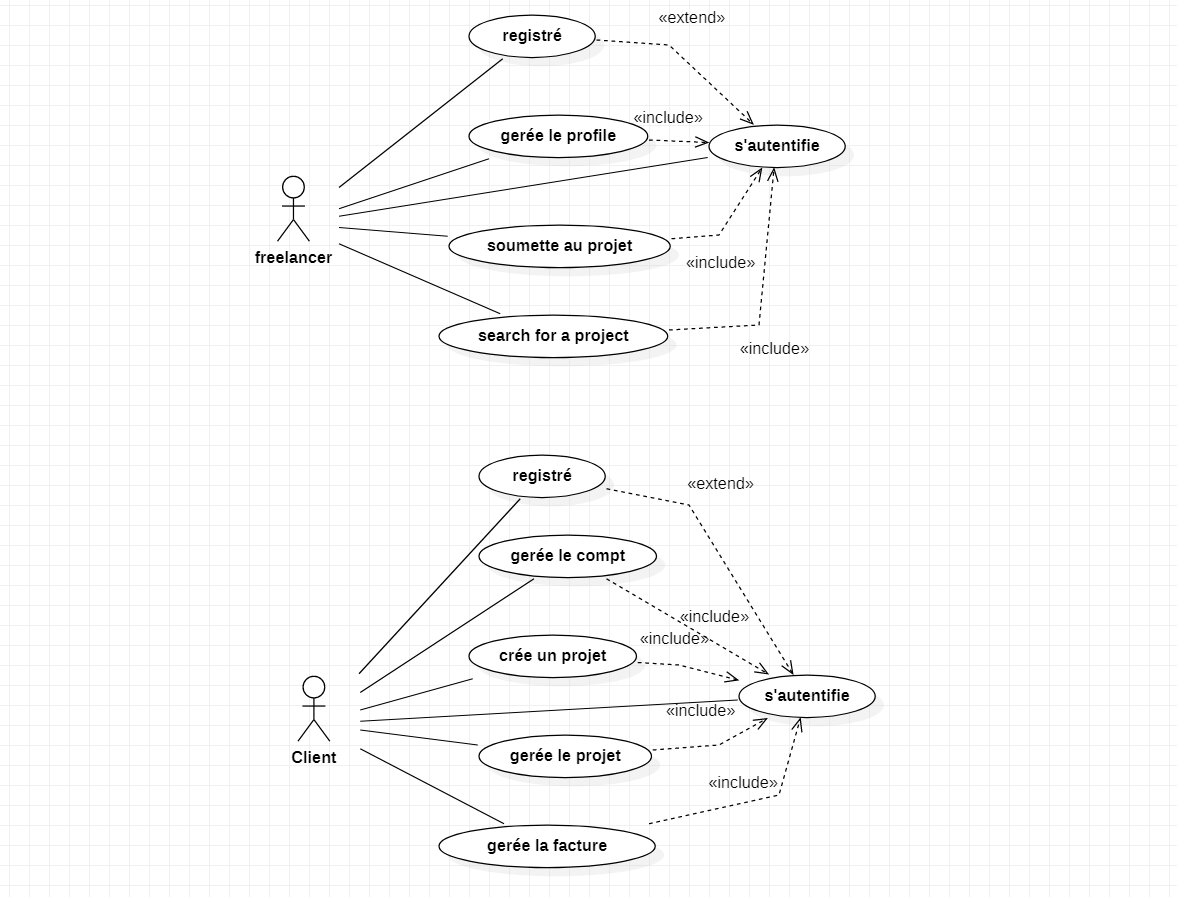 «extend»
registré
«include»
gerée le profile
s'autentifie
freelancer
soumette au projet
«include»
search for a project
«include»
registré
«extend»
gerée le compt
«include»
«include»
crée un projet
s'autentifie
«include»
Client
gerée le projet
«include»
gerée la facture